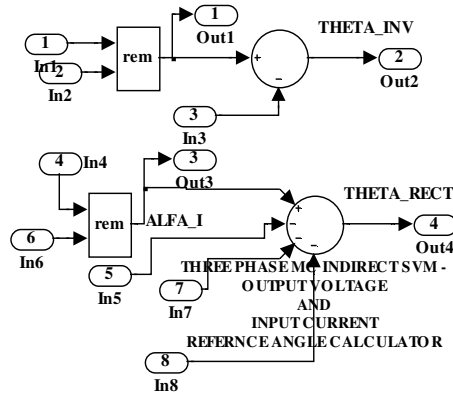 1
Out1
THETA_INV
1
In1
rem
2
In2
2
Out2
3
In3
4
In4
3
Out3
THETA_RECT
rem
ALFA_I
6
In6
4
Out4
5
In5
7
In7
THREE PHASE MC INDIRECT SVM -
OUTPUT VOLTAGE
AND
INPUT CURRENT
REFERNCE ANGLE CALCULATOR
8
In8